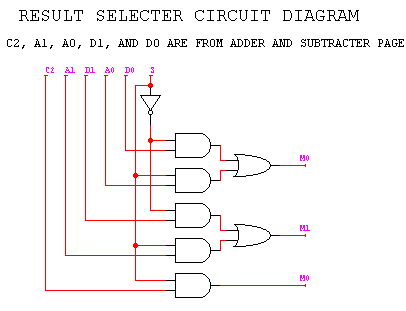 RESULT SELECTER CIRCUIT DIAGRAM
C2, A1, A0, D1, AND D0 ARE FROM ADDER AND SUBTRACTER PAGE
C2 A1 D1 A0 D0 S
M0
M1
M0